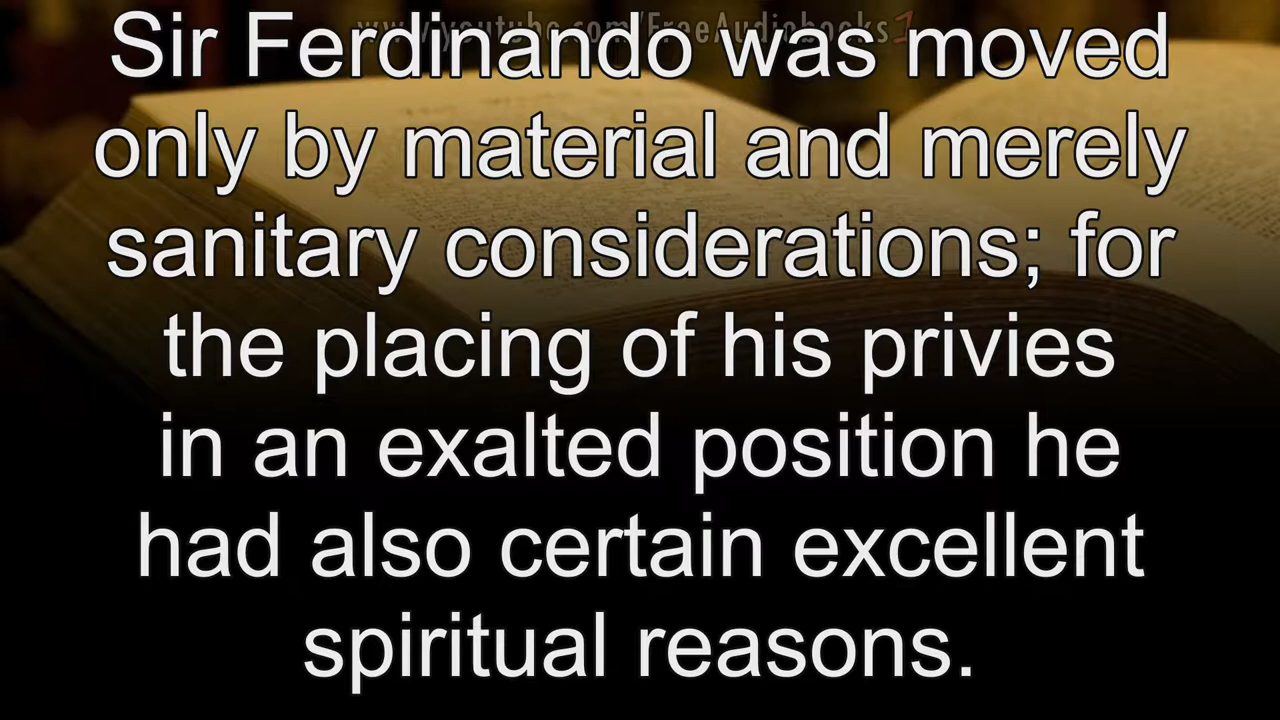 www.youtube.com/FreeAudiobooks1
Sir Ferdinando was moved
only by material and merely
sanitary considerations; for
the placing of his privies
in an exalted position he
had also certain excellent
spiritual reasons.